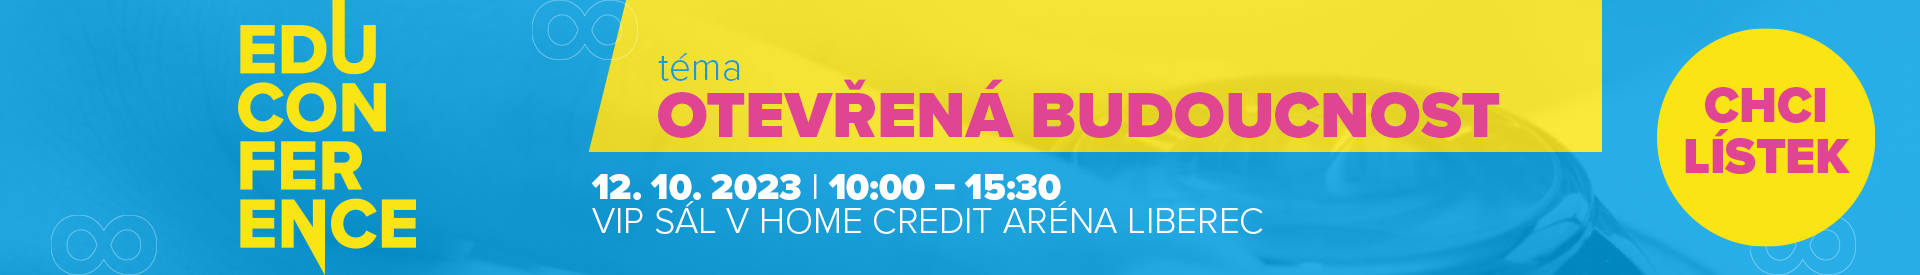 EDU
CON
FER
ENCE
téma
OTEVŘENÁ BUDOUCNOST
12. 10. 2023 | 10:00 – 15:30
VIP SÁL V HOME CREDIT ARÉNA LIBEREC
CHCI
LÍSTEK